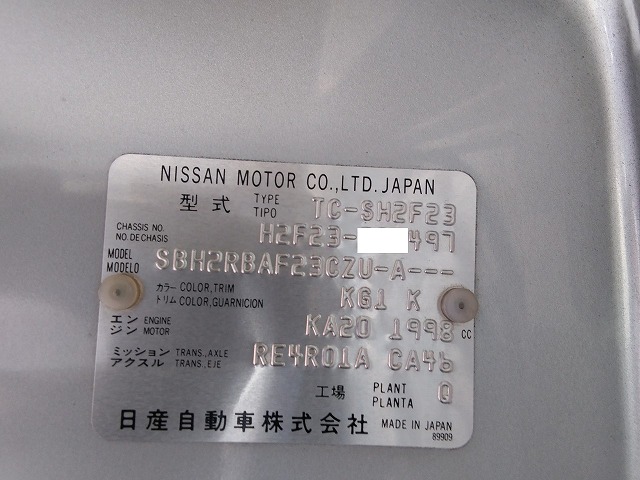 NISSAN MOTOR CO.,LTD. JAPAN
型式 TYPE TIPO TC-SH2F23
CHASSIS NO. NO. DE CHASIS H2F23- 497
MODEL MODELO SBH2RBAF23CZU-A---
カラー COLOR,TRIM
トリム COLOR,GUARNICION KG1 K
エンジン ENGINE MOTOR KA20 1998 CC
ミッション TRANS.,AXLE
アクスル TRANS.,EJE RE4R01A CA46
工場 PLANT PLANTA Q
日産自動車株式会社 MADE IN JAPAN
89909